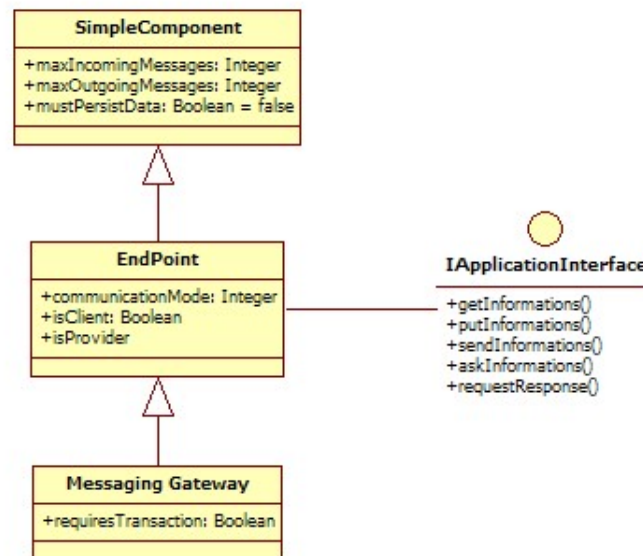 SimpleComponent
+maxIncomingMessages: Integer
+maxOutgoingMessages: Integer
+mustPersistData: Boolean = false
EndPoint
+communicationMode: Integer
+isClient: Boolean
+isProvider
IApplicationInterface
+getInformations()
+putInformations()
+sendInformations()
+askInformations()
+requestResponse()
Messaging Gateway
+requiresTransaction: Boolean